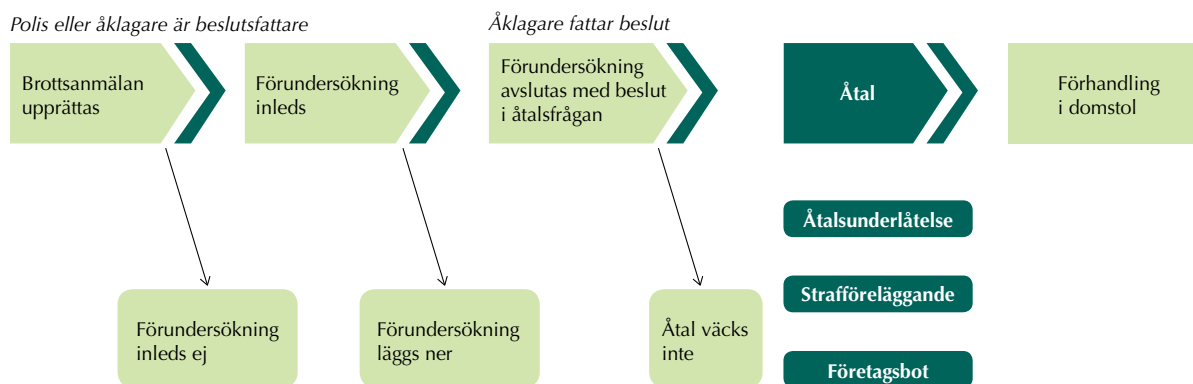 Polis eller åklagare är beslutsfattare
Åklagare fattar beslut
Brottsanmälan
upprättas
Förundersökning
inleds
Förundersökning
avslutas med beslut
i åtalsfrågan
Åtal
Förhandling
i domstol
Åtalsunderlåtelse
Strafföreläggande
Företagsbot
Förundersökning
inleds ej
Förundersökning
läggs ner
Åtal väcks
inte